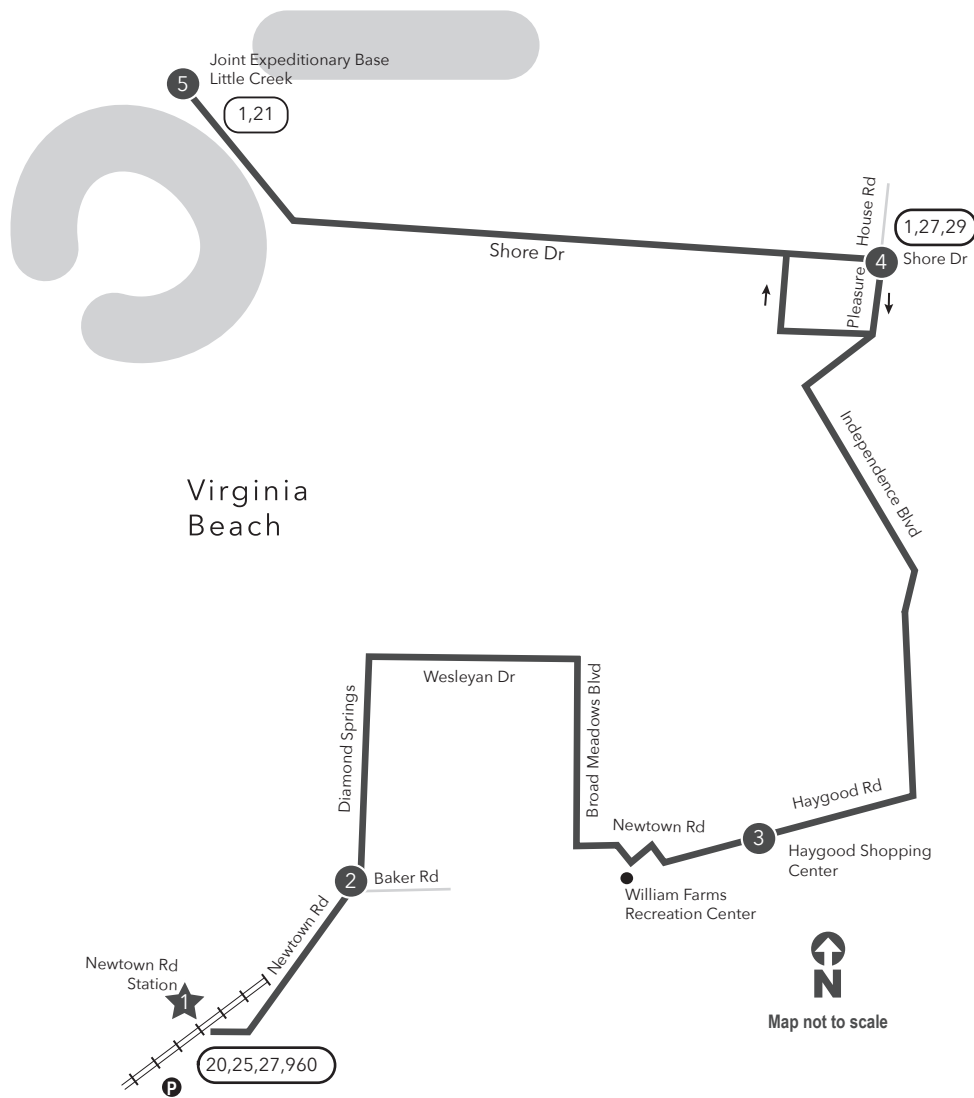 Joint Expeditionary Base
Little Creek
5
1,21
Pleasure House Rd
1,27,29
4
Shore Dr
Shore Dr
Independence Blvd
Virginia
Beach
Wesleyan Dr
Diamond Springs
Broad Meadows Blvd
Haygood Rd
Newtown Rd
3
Haygood Shopping
Center
2
Baker Rd
William Farms
Recreation Center
Newtown Rd
Newtown Rd
Station
1
N
Map not to scale
20,25,27,960
P